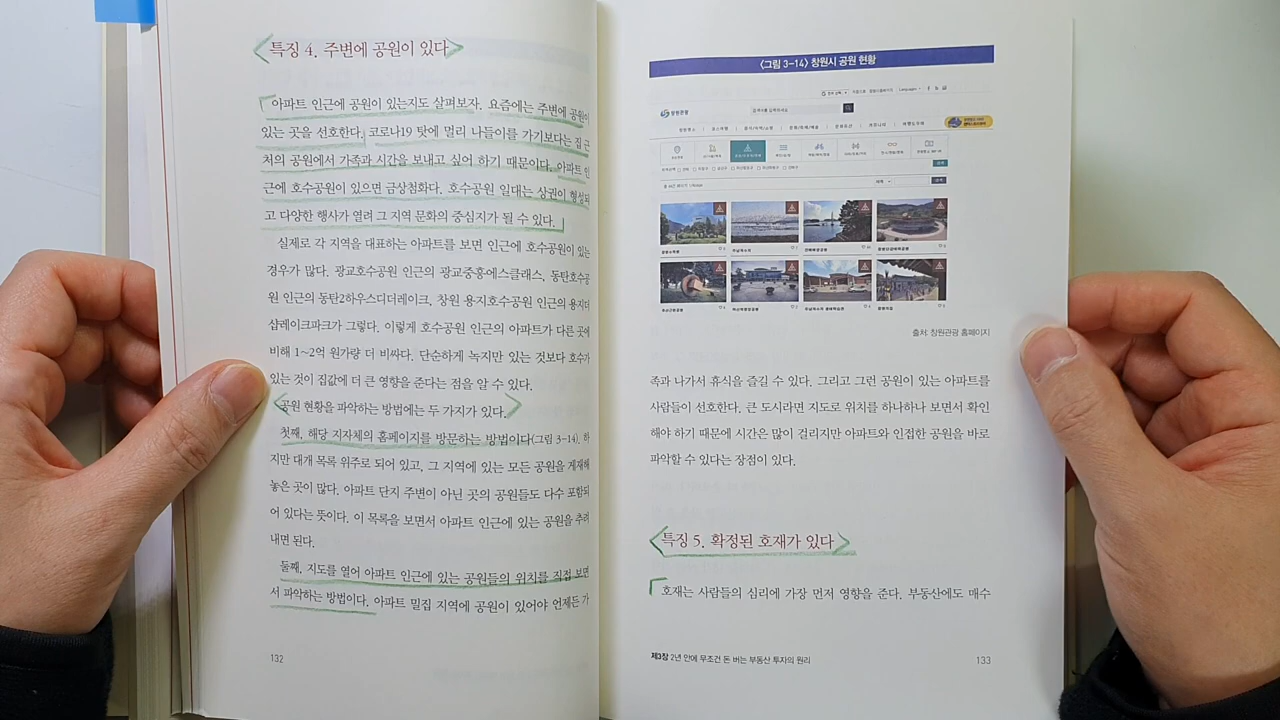 특징 4. 주변에 공원이 있다
아파트 인근에 공원이 있는지도 살펴보자. 요즘에는 주변에 공원이
있는 곳을 선호한다. 코로나19 탓에 멀리 나들이를 가기보다는 집 근
처의 공원에서 가족과 시간을 보내고 싶어 하기 때문이다. 아파트 인
근에 호수공원이 있으면 금상첨화다. 호수공원 일대는 상권이 형성되
고 다양한 행사가 열려 그 지역 문화의 중심지가 될 수 있다.
실제로 각 지역을 대표하는 아파트를 보면 인근에 호수공원이 있는
경우가 많다. 광교호수공원 인근의 광교중흥에스클래스, 동탄호수공
원 인근의 동탄2하우스디더레이크, 창원 용지호수공원 인근의 용지더
샵레이크파크가 그렇다. 이렇게 호수공원 인근의 아파트가 다른 곳에
비해 1~2억 원가량 더 비싸다. 단순하게 녹지만 있는 것보다 호수가
있는 것이 집값에 더 큰 영향을 준다는 점을 알 수 있다.
공원 현황을 파악하는 방법에는 두 가지가 있다.
첫째, 해당 지자체의 홈페이지를 방문하는 방법이다(그림 3-14). 하
지만 대개 목록 위주로 되어 있고, 그 지역에 있는 모든 공원을 게재해
놓은 곳이 많다. 아파트 단지 주변이 아닌 곳의 공원들도 다수 포함되
어 있다는 뜻이다. 이 목록을 보면서 아파트 인근에 있는 공원을 추려
내면 된다.
둘째, 지도를 열어 아파트 인근에 있는 공원들의 위치를 직접 보면
서 파악하는 방법이다. 아파트 밀집 지역에 공원이 있어야 언제든 가
132
<그림 3-14> 창원시 공원 현황
Languages
창원관광
검색어를 입력하세요
출처: 창원관광 홈페이지
족과 나가서 휴식을 즐길 수 있다. 그리고 그런 공원이 있는 아파트를
사람들이 선호한다. 큰 도시라면 지도로 위치를 하나하나 보면서 확인
해야 하기 때문에 시간은 많이 걸리지만 아파트와 인접한 공원을 바로
파악할 수 있다는 장점이 있다.
특징 5. 확정된 호재가 있다
호재는 사람들의 심리에 가장 먼저 영향을 준다. 부동산에도 매수
제3장 2년 안에 무조건 돈 버는 부동산 투자의 원리
133